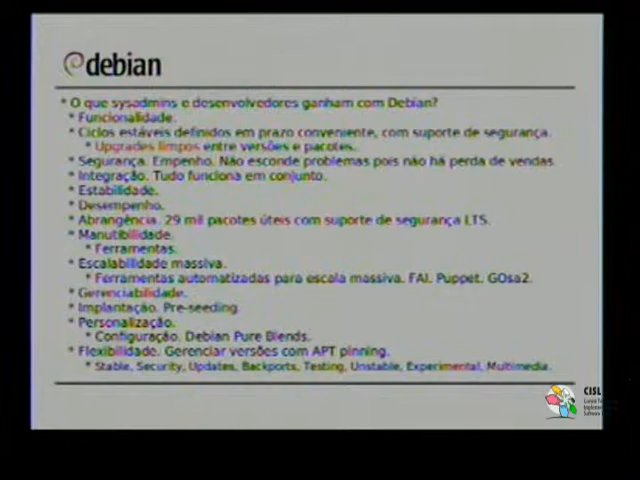 debian
* O que sysadmins e desenvolvedores ganham com Debian?
* Funcionalidade.
* Ciclos estáveis definidos em prazo conveniente, com suporte de segurança.
* Upgrades limpos entre versões e pacotes.
* Segurança. Empenho. Não esconde problemas pois não há perda de vendas.
* Integração. Tudo funciona em conjunto.
* Estabilidade.
* Desempenho.
* Abrangência. 29 mil pacotes úteis com suporte de segurança LTS.
* Manutibilidade.
* Ferramentas.
* Escalabilidade massiva.
* Ferramentas automatizadas para escala massiva. FAI. Puppet. GOsa2.
* Gerenciabilidade.
* Implantação. Pre-seeding.
* Personalização.
* Configuração. Debian Pure Blends.
* Flexibilidade. Gerenciar versões com APT pinning.
* Stable, Security, Updates, Backports, Testing, Unstable, Experimental, Multimedia.
CISL